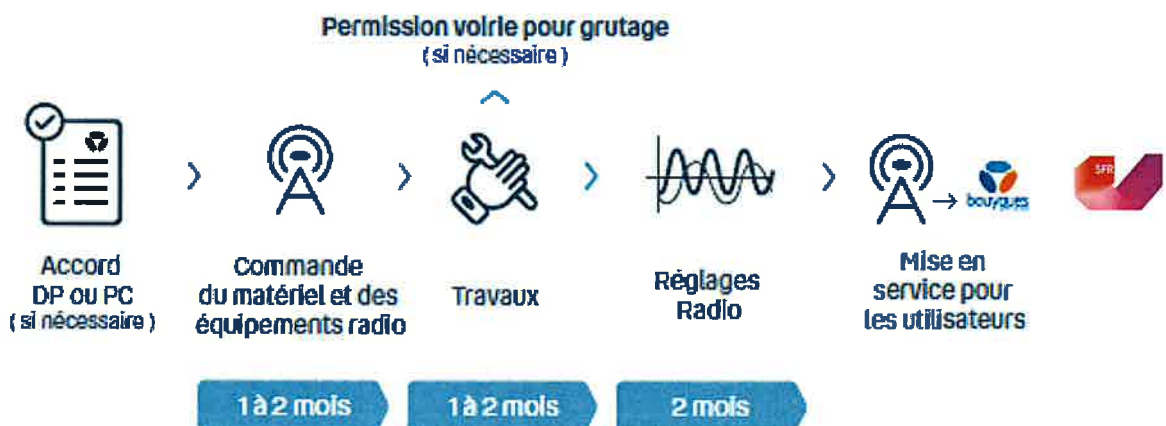 Permission voirie pour grutage
( si nécessaire )
Accord
DP ou PC
( si nécessaire )
Commande
du matériel et des
équipements radio
Travaux
Réglages
Radio
bouygues
SFR
Mise en
service pour
les utilisateurs
1 à 2 mois
1 à 2 mois
2 mois